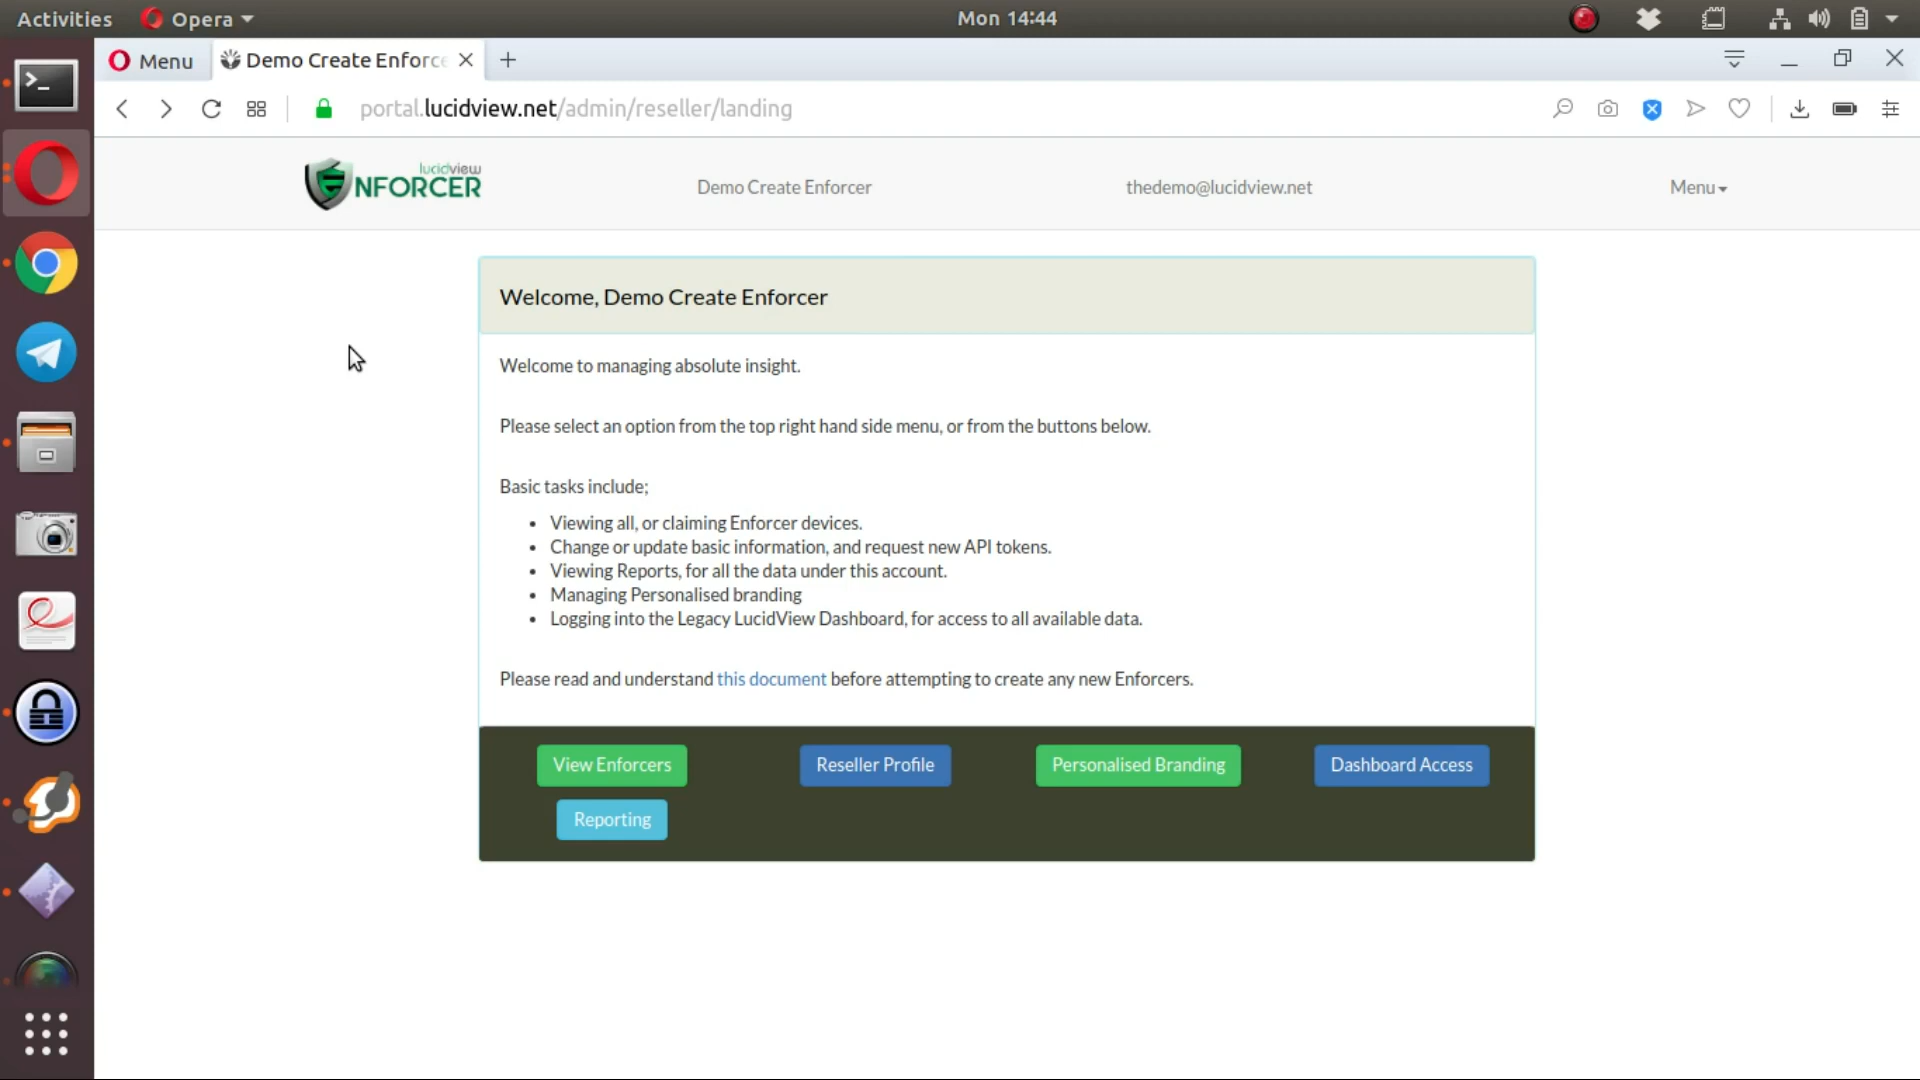 Activities Opera Mon 14:44
Menu Demo Create Enforce
portal.lucidview.net/admin/reseller/landing
lucidview
NFORCER
Demo Create Enforcer thedemo@lucidview.net Menu
Welcome, Demo Create Enforcer
Welcome to managing absolute insight.
Please select an option from the top right hand side menu, or from the buttons below.
Basic tasks include;
• Viewing all, or claiming Enforcer devices.
• Change or update basic information, and request new API tokens.
• Viewing Reports, for all the data under this account.
• Managing Personalised branding
• Logging into the Legacy LucidView Dashboard, for access to all available data.
Please read and understand this document before attempting to create any new Enforcers.
View Enforcers Reseller Profile Personalised Branding Dashboard Access
Reporting